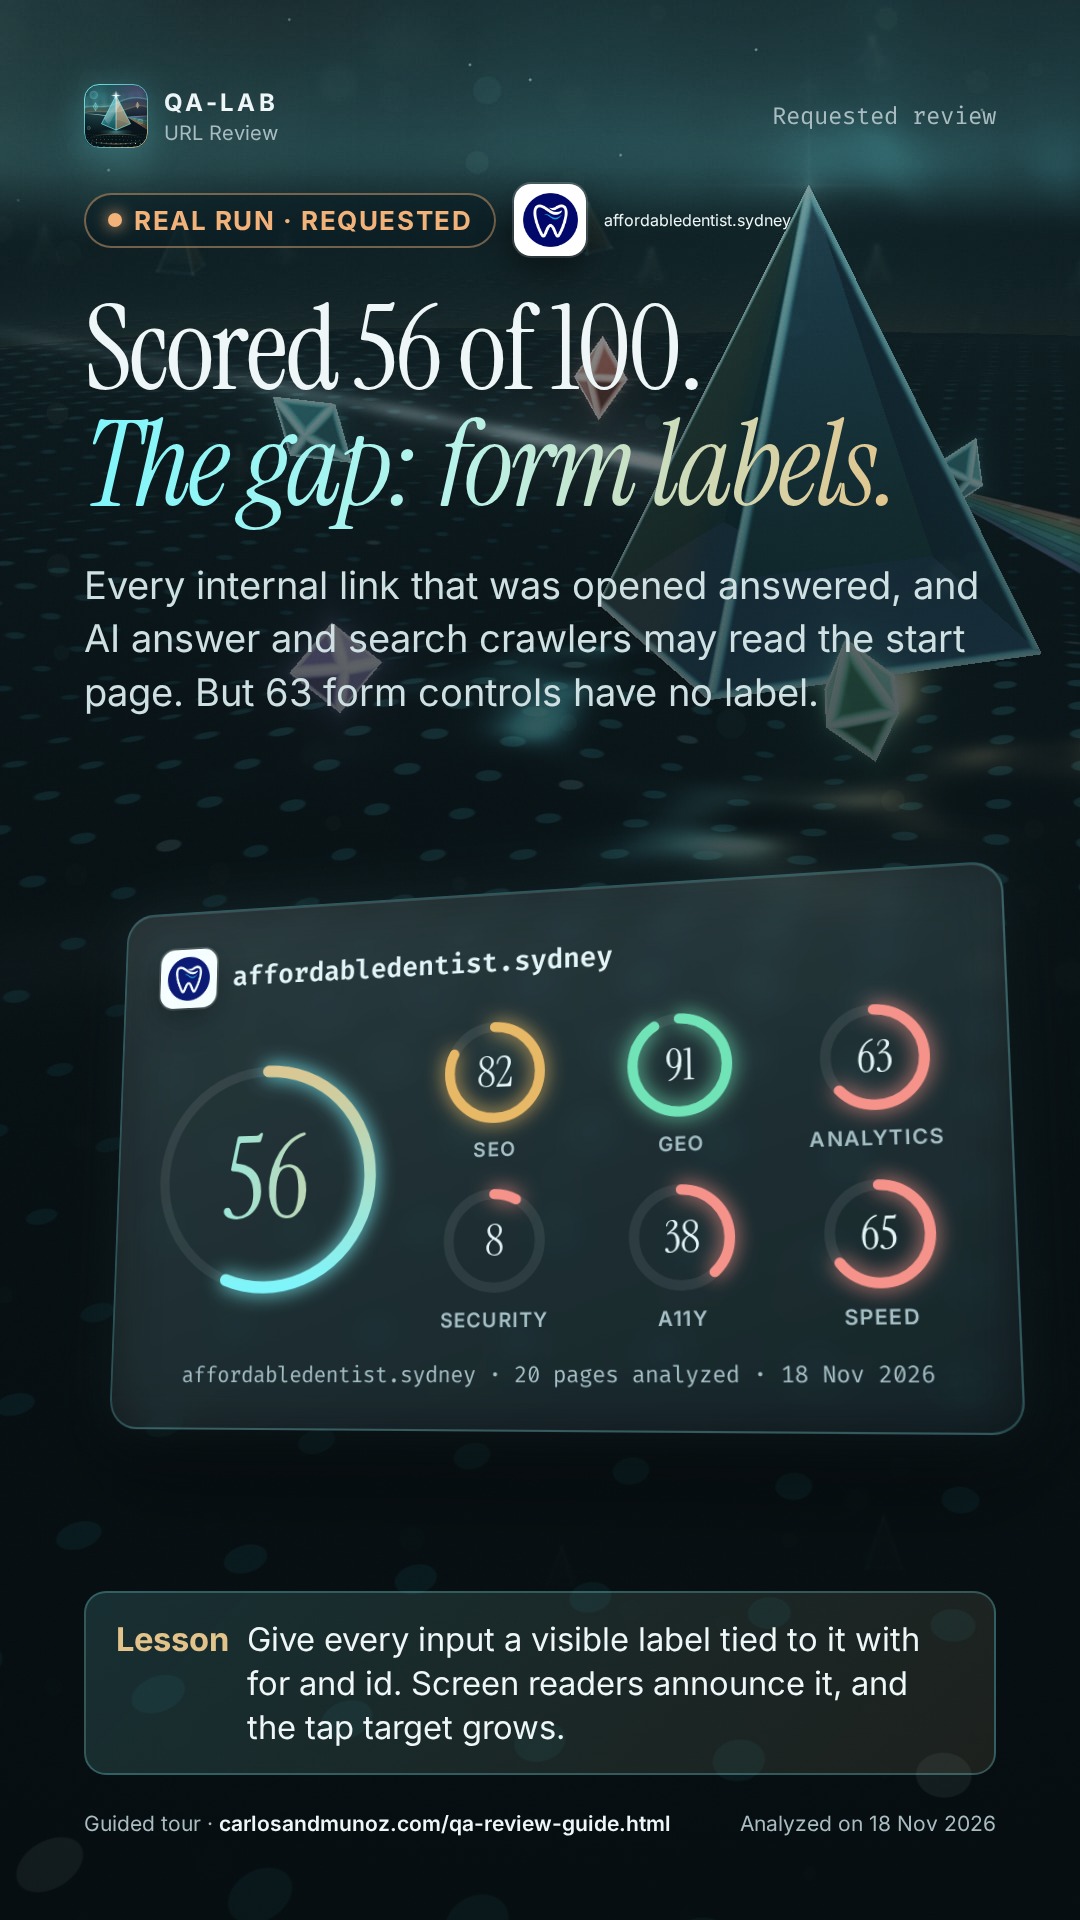 QA-LAB
URL Review
Requested review
REAL RUN · REQUESTED
affordabledentist.sydney
Scored 56 of 100.
The gap: form labels.
Every internal link that was opened answered, and
AI answer and search crawlers may read the start
page. But 63 form controls have no label.
affordabledentist.sydney
56
82
SEO
91
GEO
63
ANALYTICS
8
SECURITY
38
A11Y
65
SPEED
affordabledentist.sydney · 20 pages analyzed · 18 Nov 2026
Lesson Give every input a visible label tied to it with
for and id. Screen readers announce it, and
the tap target grows.
Guided tour · carlosandmunoz.com/qa-review-guide.html
Analyzed on 18 Nov 2026